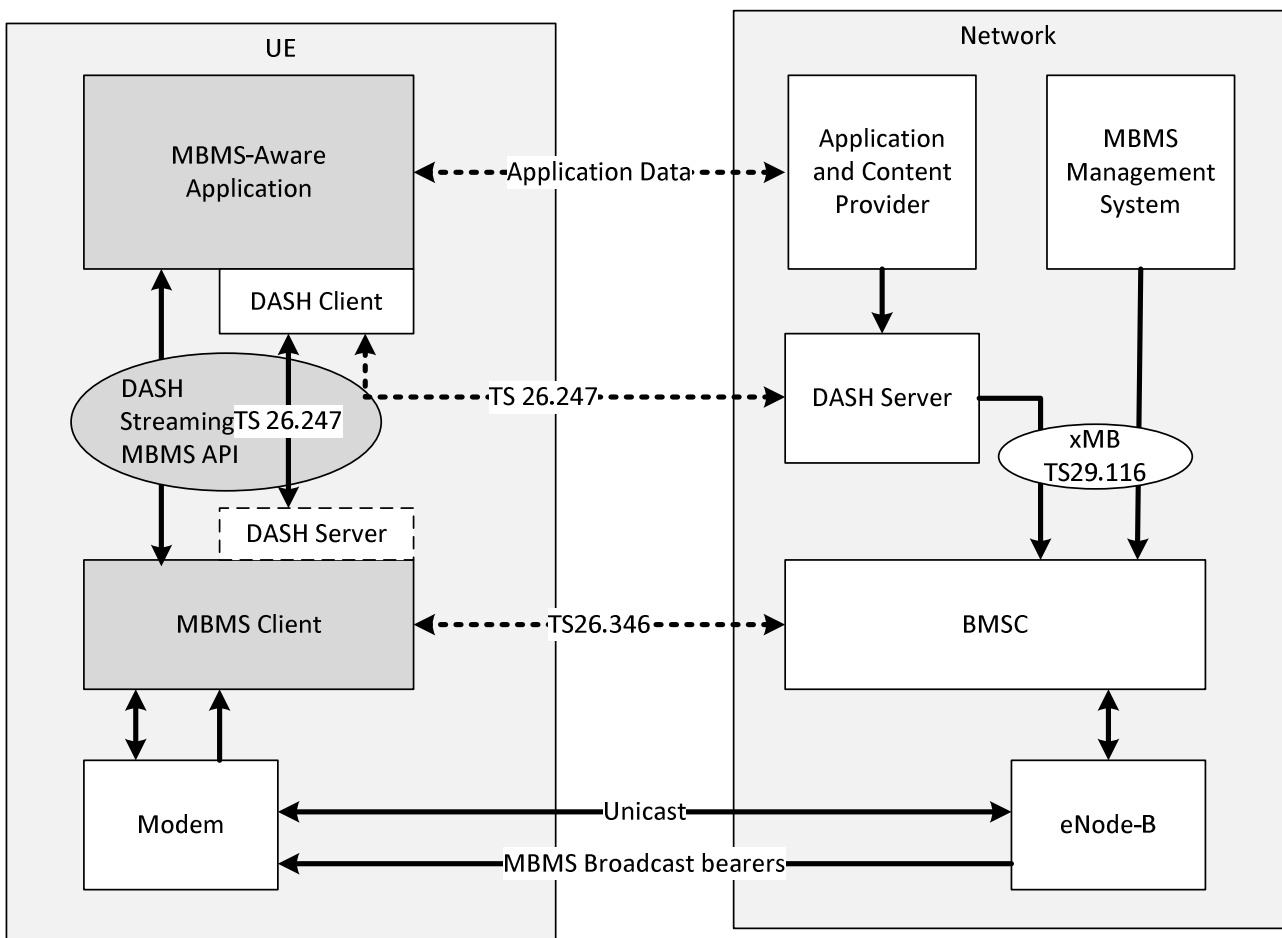 UE
Network
MBMS-Aware
Application
Application Data
Application
and Content
Provider
MBMS
Management
System
DASH Client
DASH
Streaming
MBMS API
TS 26.247
TS 26.247
DASH Server
xMB
TS29.116
DASH Server
MBMS Client
TS26.346
BMSC
Modem
Unicast
MBMS Broadcast bearers
eNode-B